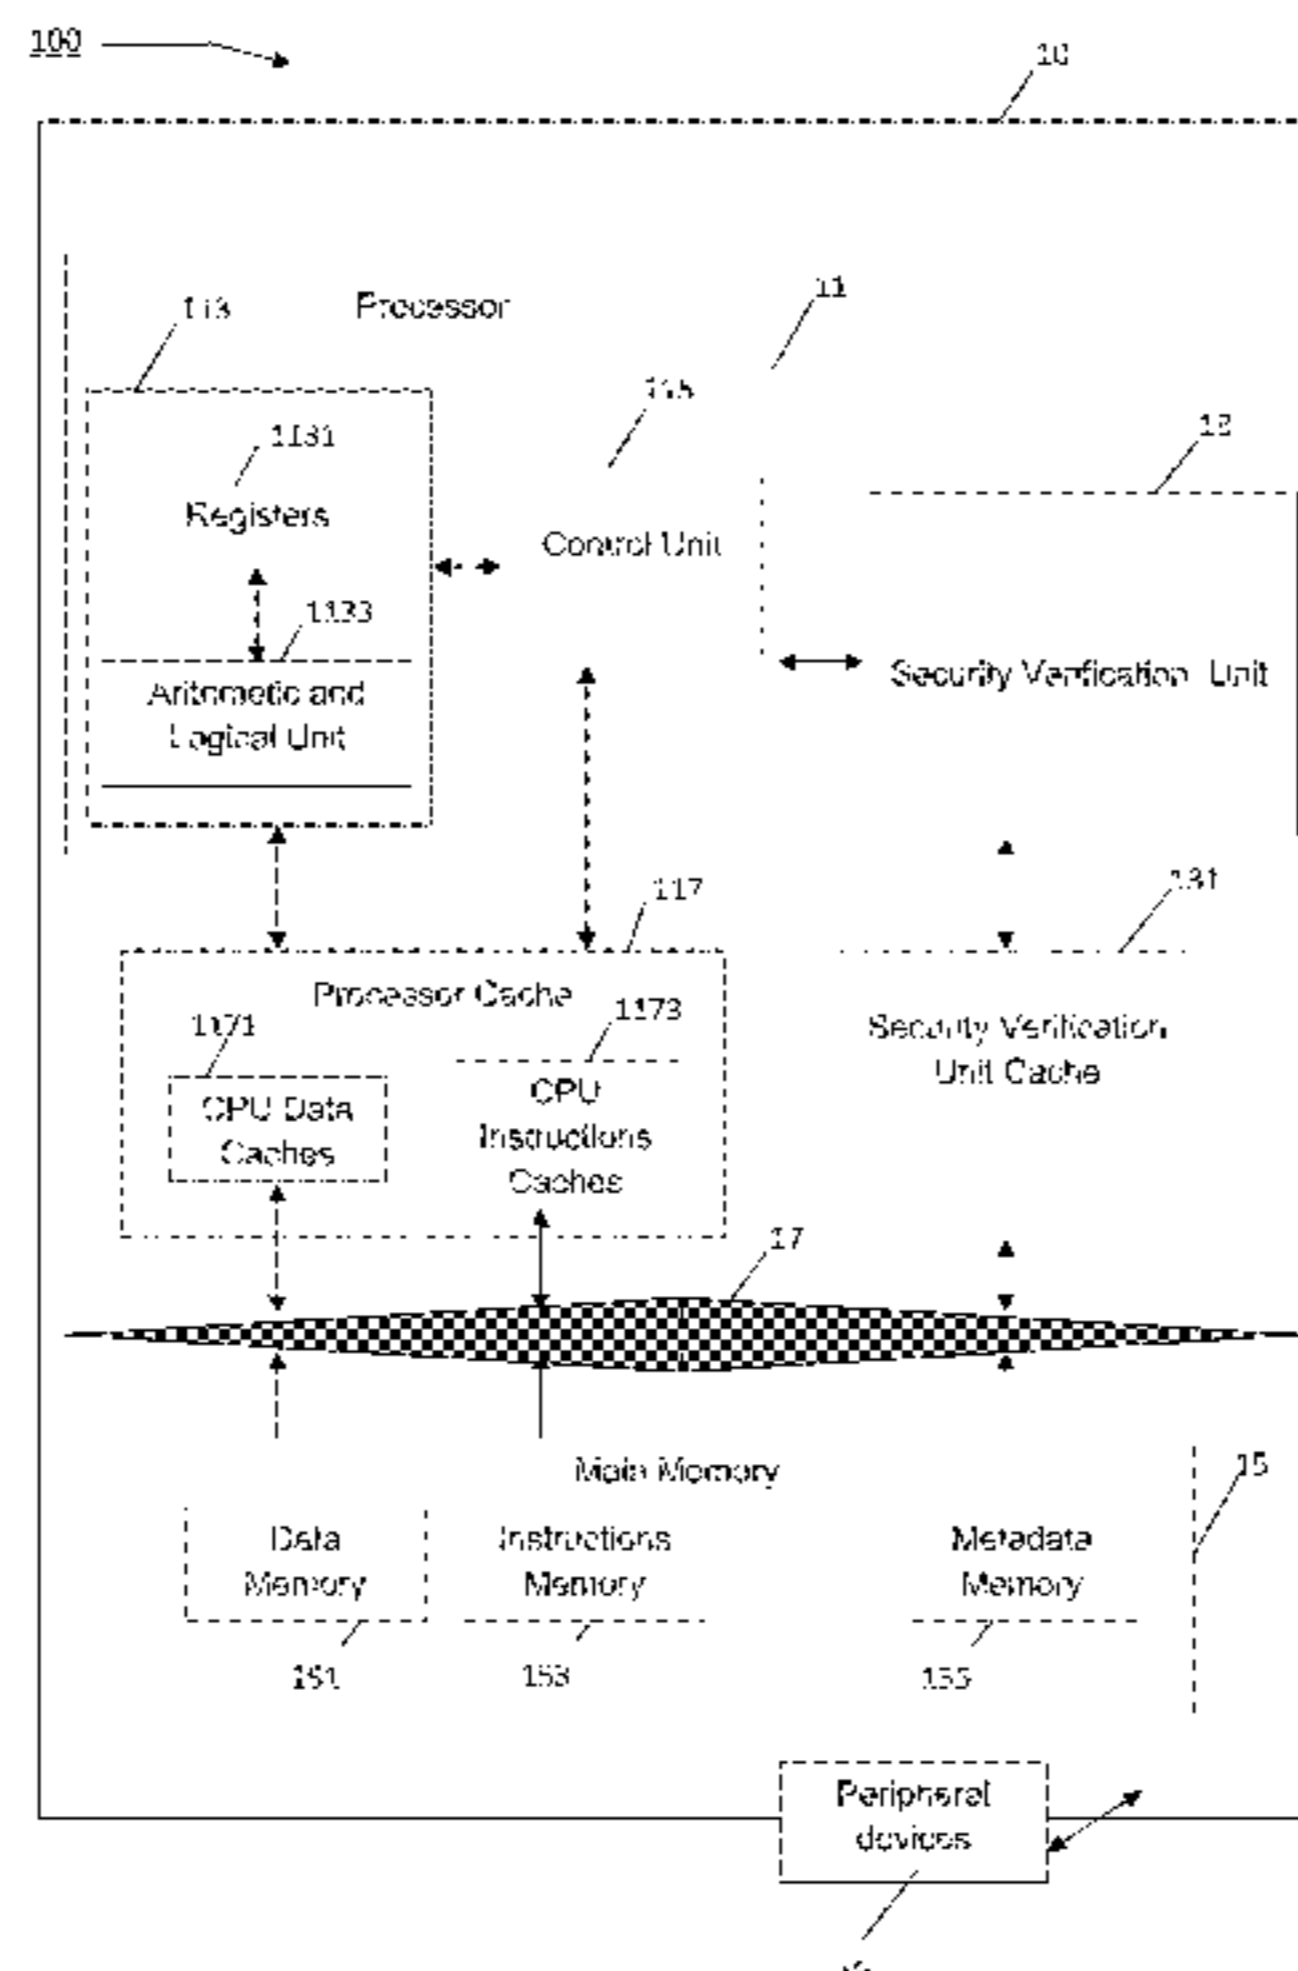 100
10
Processor
11
113
115
1131
Registers
Control Unit
1133
Security Verification Unit
Aritmetic and
Logical Unit
117
131
Processor Cache
1171
1173
Security Verification
Unit Cache
CPU Data
Caches
CPU
Instructions
Caches
17
Main Memory
15
Data
Memory
Instructions
Memory
Metadata
Memory
151
153
155
Peripheral
devices